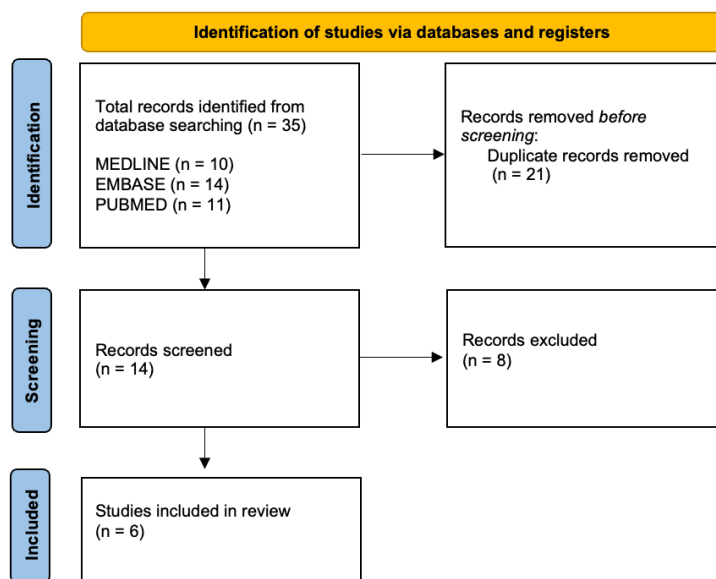 Identification of studies via databases and registers
Identification
Total records identified from
database searching (n = 35)
MEDLINE (n = 10)
EMBASE (n = 14)
PUBMED (n = 11)
Records removed before
screening:
Duplicate records removed
(n = 21)
Screening
Records screened
(n = 14)
Records excluded
(n = 8)
Included
Studies included in review
(n = 6)